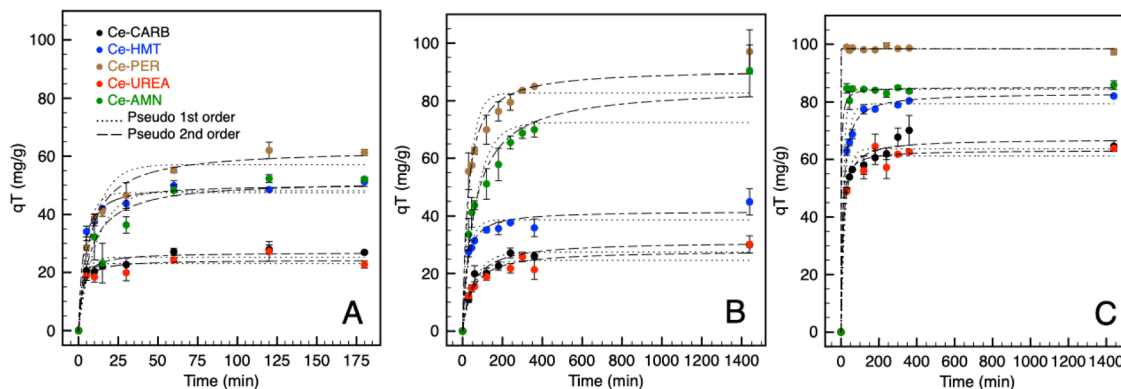 Ce-CARB
Ce-HMT
Ce-PER
Ce-UREA
Ce-AMN
Pseudo 1st order
Pseudo 2nd order
qT (mg/g)
100
80
60
40
20
0
0 25 50 75 100 125 150 175
Time (min)
A
qT (mg/g)
100
80
60
40
20
0
0 200 400 600 800 1000 1200 1400
Time (min)
B
qT (mg/g)
100
80
60
40
20
0
0 200 400 600 800 1000 1200 1400
Time (min)
C